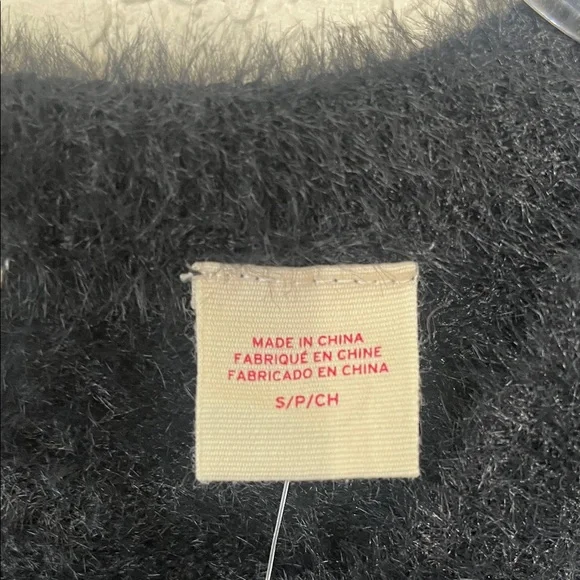 MADE IN CHINA
FABRIQUÉ EN CHINE
FABRICADO EN CHINA
S/P/CH